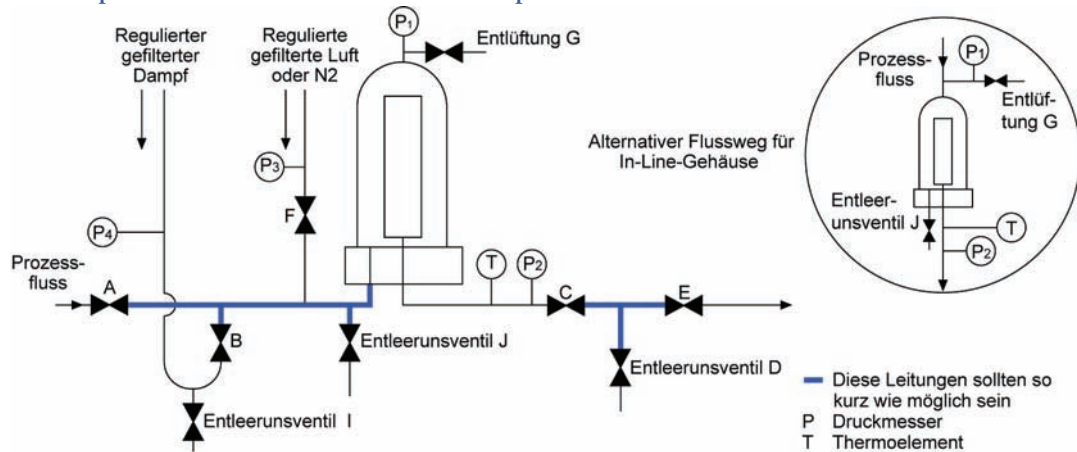 P1
Regulierter
gefilterter
Dampf
Regulierte
gefilterte Luft
oder N2
Entlüftung G
P3
F
P4
Prozess-
fluss
A
B
T
P2
C
E
Entleerunsventil J
Entleerunsventil D
Entleerunsventil I
Alternativer Flussweg für
In-Line-Gehäuse
Prozess-
fluss
P1
Entlüf-
tung G
Entleer-
unsventil J
T
P2
Diese Leitungen sollten so
kurz wie möglich sein
P Druckmesser
T Thermoelement